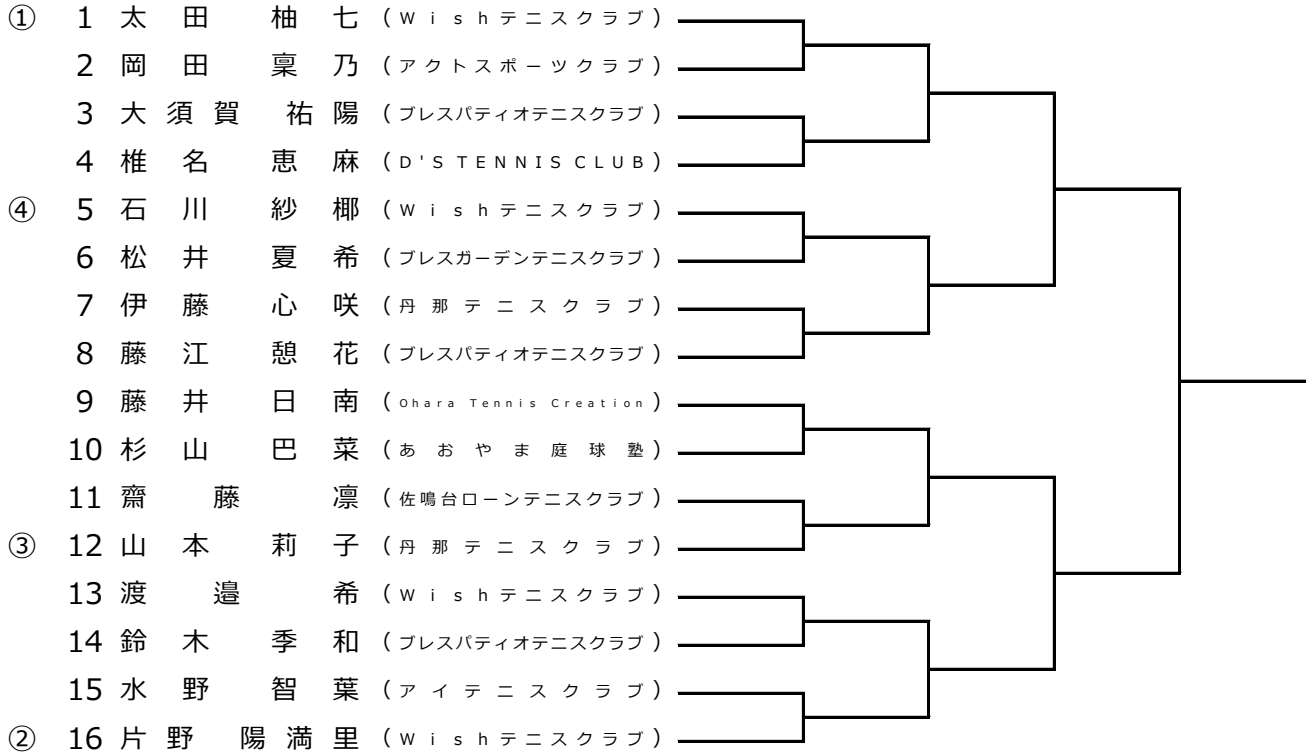 ① 1 太田 柚七 (Wishテニスクラブ)
2 岡田 稟乃 (アクトスポーツクラブ)
3 大須賀 祐陽 (ブレスパティオテニスクラブ)
4 椎名 恵麻 (D'S TENNIS CLUB)
④ 5 石川 紗椰 (Wishテニスクラブ)
6 松井 夏希 (ブレスガーデンテニスクラブ)
7 伊藤 心咲 (丹那テニスクラブ)
8 藤江 憩花 (ブレスパティオテニスクラブ)
9 藤井 日南 (Ohara Tennis Creation)
10 杉山 巴菜 (あおやま庭球塾)
11 齋藤 凛 (佐鳴台ローンテニスクラブ)
③ 12 山本 莉子 (丹那テニスクラブ)
13 渡邉 希 (Wishテニスクラブ)
14 鈴木 季和 (ブレスパティオテニスクラブ)
15 水野 智葉 (アイテニスクラブ)
② 16 片野 陽満里 (Wishテニスクラブ)